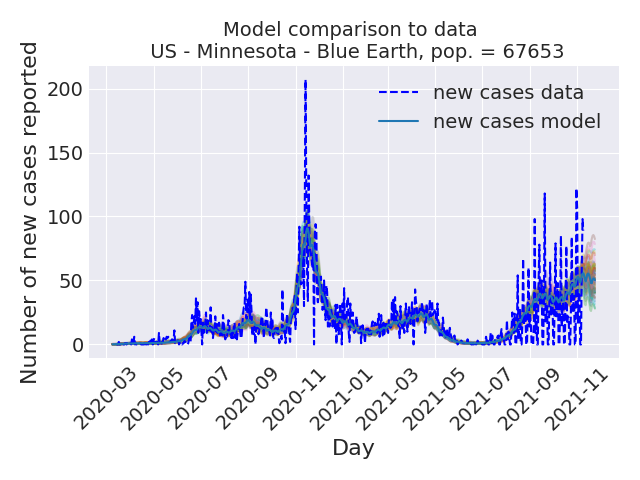 Model comparison to data
US - Minnesota - Blue Earth, pop. = 67653
Number of new cases reported
200
150
100
50
0
new cases data
new cases model
2020-03
2020-05
2020-07
2020-09
2020-11
2021-01
2021-03
2021-05
2021-07
2021-09
2021-11
Day